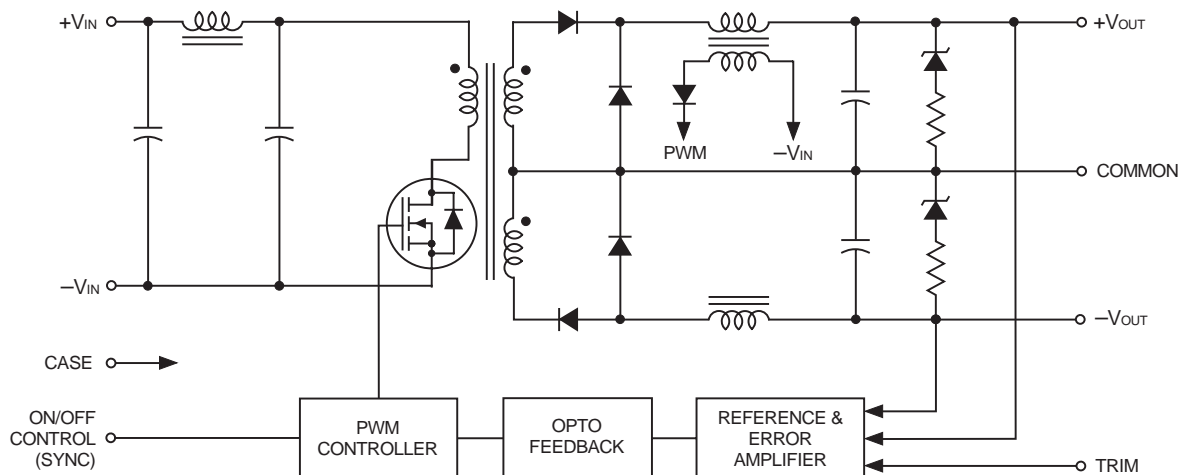 +VIN
+VOUT
PWM
–VIN
COMMON
–VIN
–VOUT
CASE
ON/OFF
CONTROL
(SYNC)
PWM
CONTROLLER
OPTO
FEEDBACK
REFERENCE &
ERROR
AMPLIFIER
TRIM